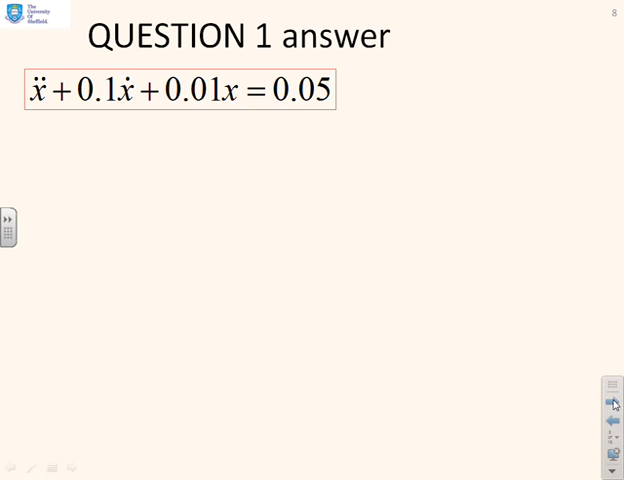 The
University
Of
Sheffield.
8
QUESTION 1 answer
ẍ + 0.1ẋ + 0.01x = 0.05